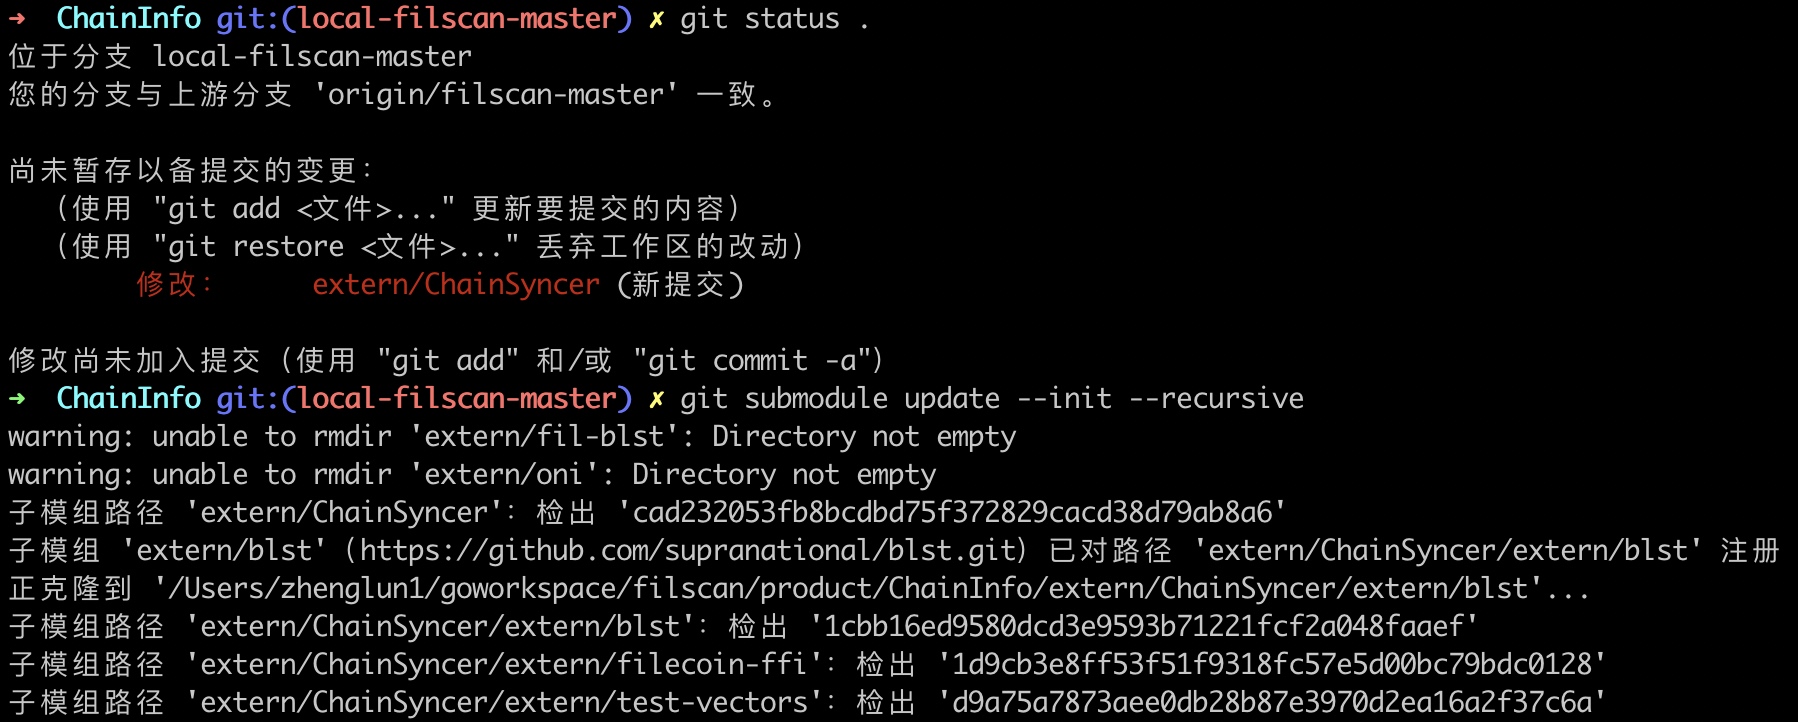 ➜  ChainInfo git:(local-filscan-master) ✗ git status .
位于分支 local-filscan-master
您的分支与上游分支 'origin/filscan-master' 一致。
尚未暂存以备提交的变更：
（使用 "git add <文件>..." 更新要提交的内容）
（使用 "git restore <文件>..." 丢弃工作区的改动）
修改：     extern/ChainSyncer (新提交)
修改尚未加入提交（使用 "git add" 和/或 "git commit -a"）
➜  ChainInfo git:(local-filscan-master) ✗ git submodule update --init --recursive
warning: unable to rmdir 'extern/fil-blst': Directory not empty
warning: unable to rmdir 'extern/oni': Directory not empty
子模组路径 'extern/ChainSyncer'：检出 'cad232053fb8bcdbd75f372829cacd38d79ab8a6'
子模组 'extern/blst'（https://github.com/supranational/blst.git）已对路径 'extern/ChainSyncer/extern/blst' 注册
正克隆到 '/Users/zhenglun1/goworkspace/filscan/product/ChainInfo/extern/ChainSyncer/extern/blst'...
子模组路径 'extern/ChainSyncer/extern/blst'：检出 '1cbb16ed9580dcd3e9593b71221fcf2a048faaef'
子模组路径 'extern/ChainSyncer/extern/filecoin-ffi'：检出 '1d9cb3e8ff53f51f9318fc57e5d00bc79bdc0128'
子模组路径 'extern/ChainSyncer/extern/test-vectors'：检出 'd9a75a7873aee0db28b87e3970d2ea16a2f37c6a'